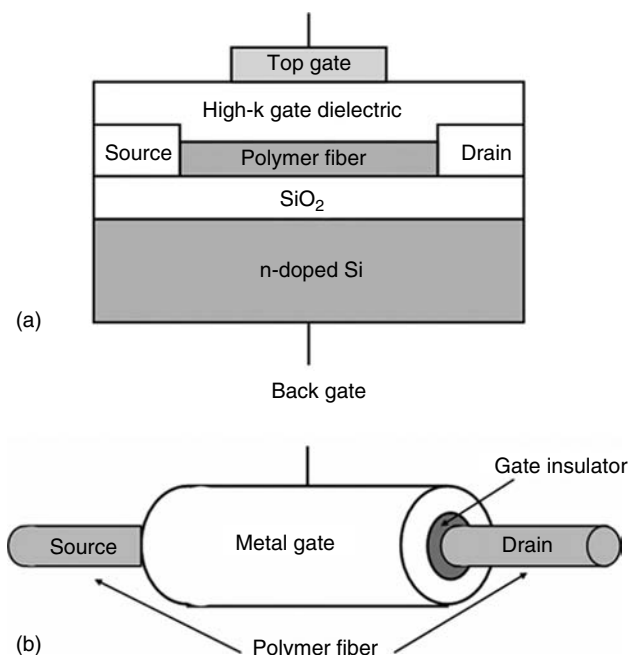 Top gate
High-k gate dielectric
Source
Polymer fiber
Drain
SiO₂
n-doped Si
(a)
Back gate
Gate insulator
Source
Metal gate
Drain
(b)
Polymer fiber